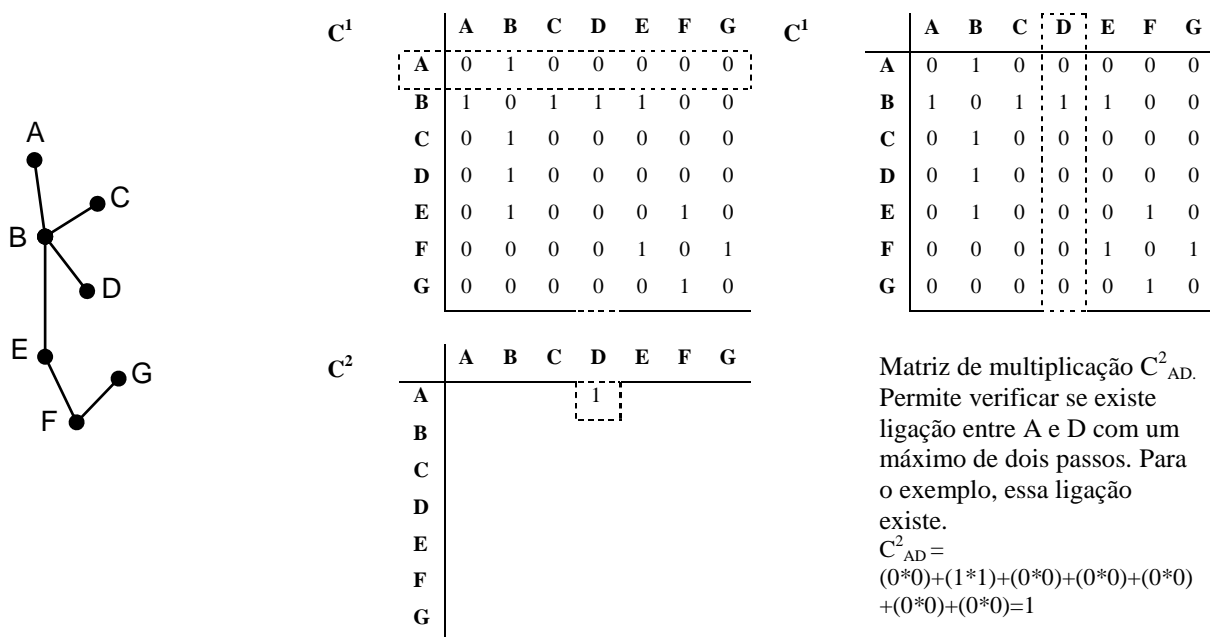 A
C
B
D
E
G
F
C¹ A B C D E F G
A 0 1 0 0 0 0 0
B 1 0 1 1 1 0 0
C 0 1 0 0 0 0 0
D 0 1 0 0 0 0 0
E 0 1 0 0 0 1 0
F 0 0 0 0 1 0 1
G 0 0 0 0 0 1 0
C¹ A B C D E F G
A 0 1 0 0 0 0 0
B 1 0 1 1 1 0 0
C 0 1 0 0 0 0 0
D 0 1 0 0 0 0 0
E 0 1 0 0 0 1 0
F 0 0 0 0 1 0 1
G 0 0 0 0 0 1 0
C² A B C D E F G
A 1
B
C
D
E
F
G
Matriz de multiplicação C²AD.
Permite verificar se existe
ligação entre A e D com um
máximo de dois passos. Para
o exemplo, essa ligação
existe.
C²AD =
(0*0)+(1*1)+(0*0)+(0*0)+(0*0)
+(0*0)+(0*0)=1